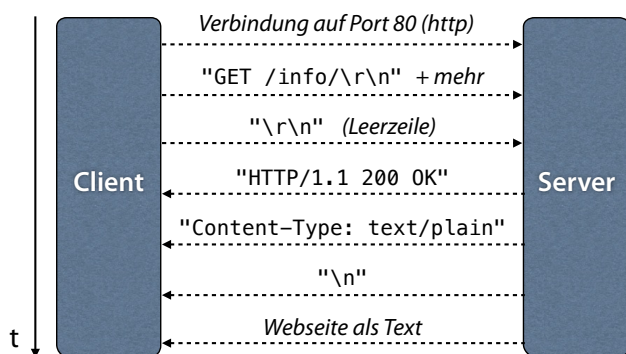 Verbindung auf Port 80 (http)
"GET /info/\r\n" + mehr
"\r\n" (Leerzeile)
Client
"HTTP/1.1 200 OK"
Server
"Content-Type: text/plain"
"\n"
Webseite als Text
t